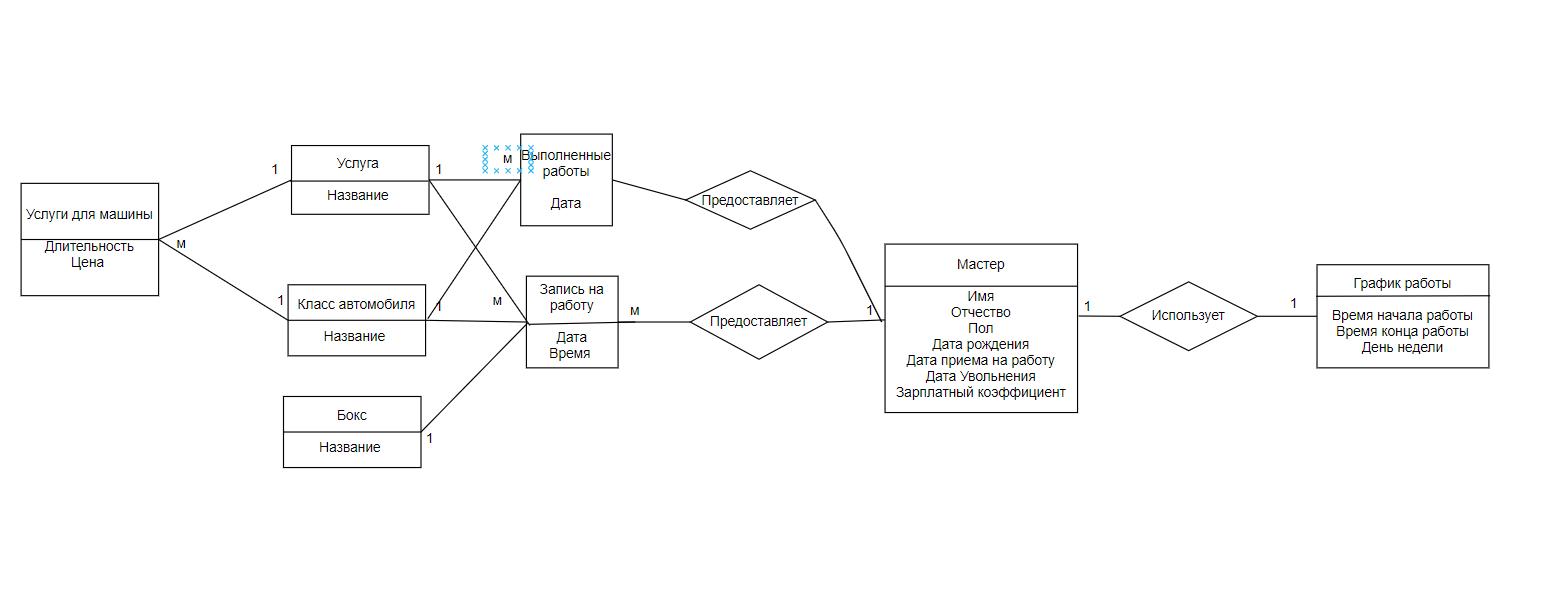 Услуги для машины
Длительность
Цена
м
1
1
Услуга
Название
1
Класс автомобиля
Название
1
Бокс
Название
1
м
Выполненные
работы
Дата
м
Запись на
работу
Дата
Время
м
Предоставляет
Предоставляет
1
Мастер
Имя
Отчество
Пол
Дата рождения
Дата приема на работу
Дата Увольнения
Зарплатный коэффициент
1
Использует
1
График работы
Время начала работы
Время конца работы
День недели